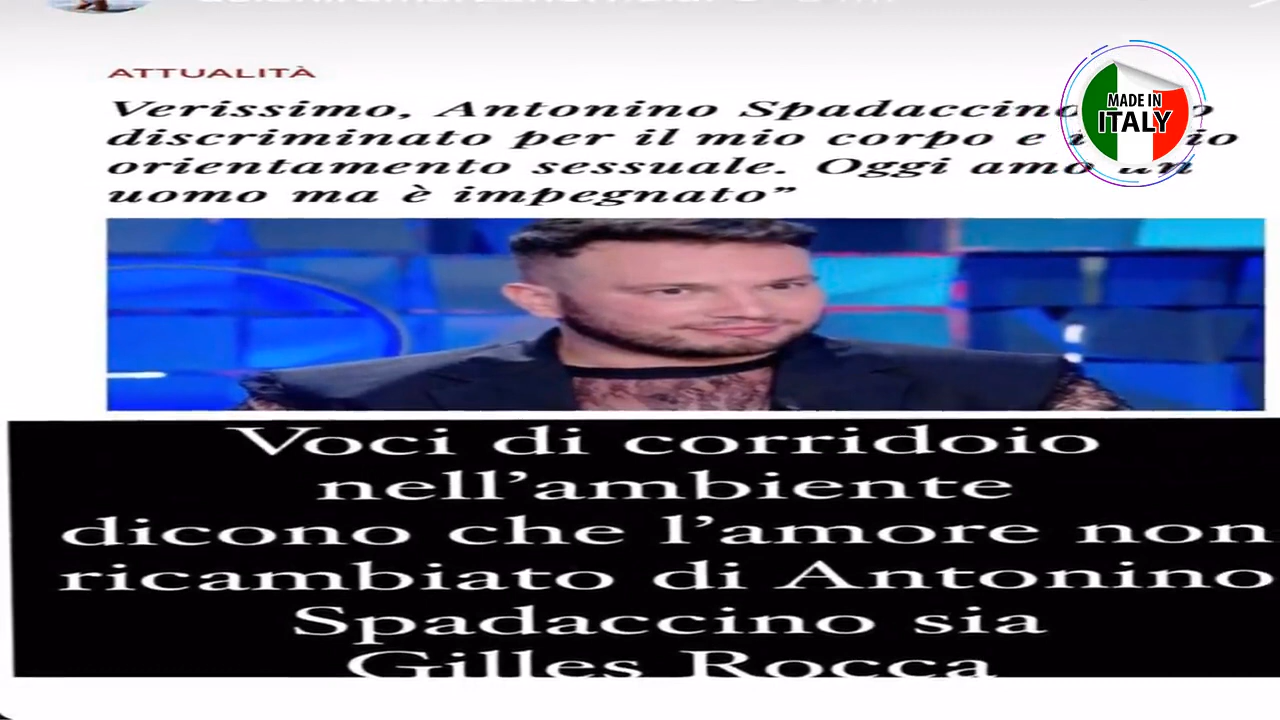 ATTUALITÀ
Verissimo, Antonino Spadaccino
discriminato per il mio corpo e
orientamento sessuale. Oggi amo un
uomo ma è impegnato”
MADE IN
ITALY
Voci di corridoio
nell’ambiente
dicono che l’amore non
ricambiato di Antonino
Spadaccino sia
Gilles Rocca